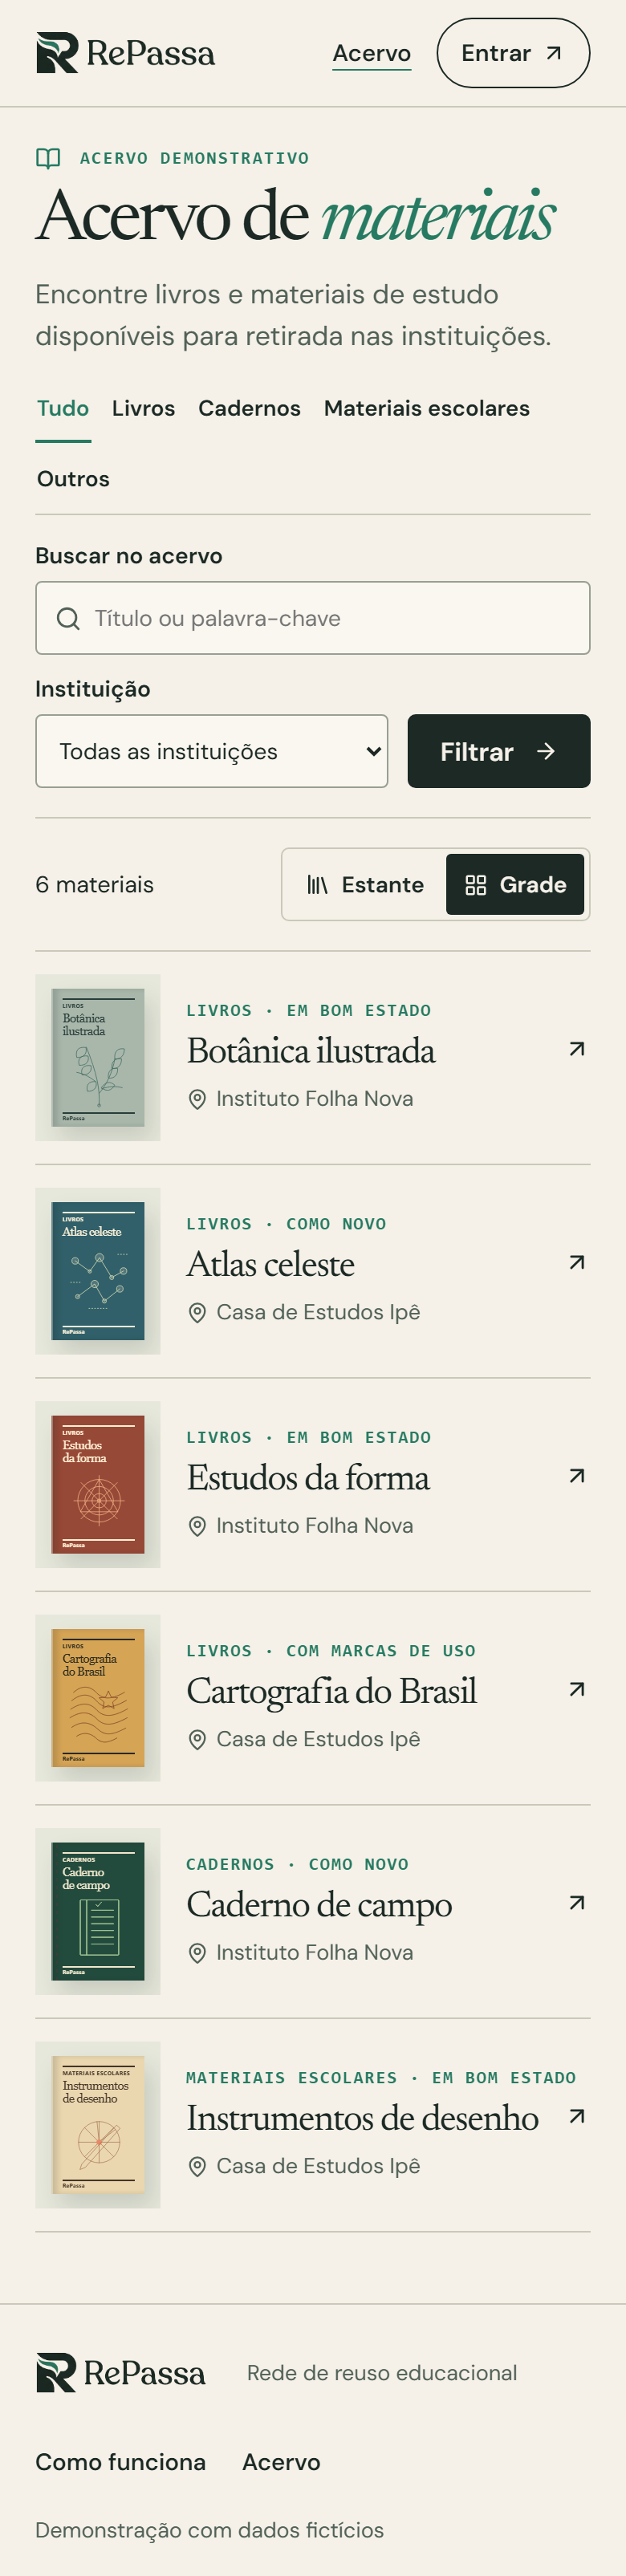 RePassa
Acervo
Entrar
ACERVO DEMONSTRATIVO
Acervo de materiais
Encontre livros e materiais de estudo
disponíveis para retirada nas instituições.
Tudo Livros Cadernos Materiais escolares
Outros
Buscar no acervo
Título ou palavra-chave
Instituição
Todas as instituições
Filtrar
6 materiais
Estante
Grade
LIVROS
Botânica
ilustrada
RePassa
LIVROS · EM BOM ESTADO
Botânica ilustrada
Instituto Folha Nova
LIVROS
Atlas celeste
RePassa
LIVROS · COMO NOVO
Atlas celeste
Casa de Estudos Ipê
LIVROS
Estudos
da forma
RePassa
LIVROS · EM BOM ESTADO
Estudos da forma
Instituto Folha Nova
LIVROS
Cartografia
do Brasil
RePassa
LIVROS · COM MARCAS DE USO
Cartografia do Brasil
Casa de Estudos Ipê
CADERNOS
Caderno
de campo
RePassa
CADERNOS · COMO NOVO
Caderno de campo
Instituto Folha Nova
MATERIAIS ESCOLARES
Instrumentos
de desenho
RePassa
MATERIAIS ESCOLARES · EM BOM ESTADO
Instrumentos de desenho
Casa de Estudos Ipê
RePassa
Rede de reuso educacional
Como funciona Acervo
Demonstração com dados fictícios